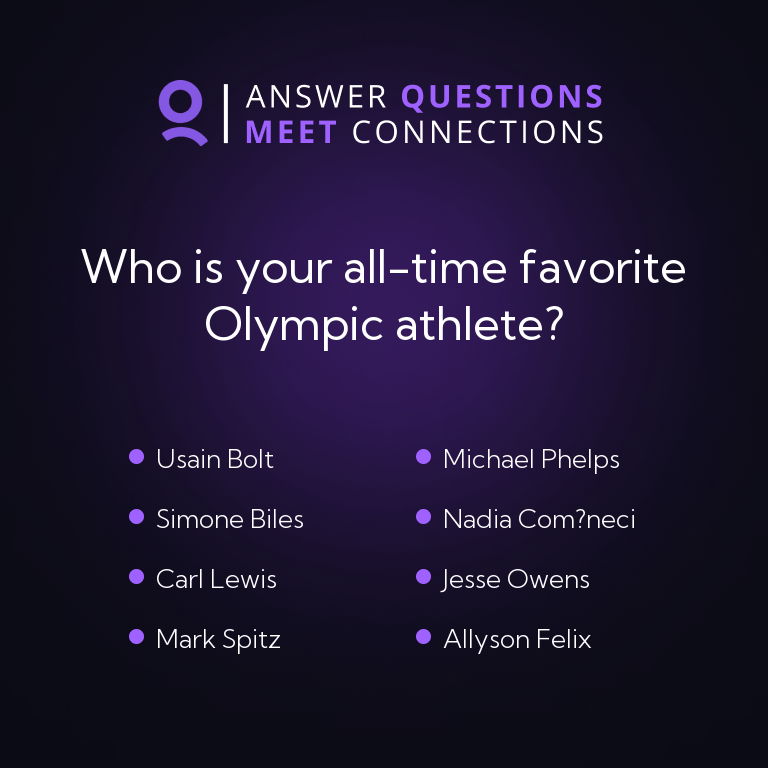 ANSWER QUESTIONS
MEET CONNECTIONS
Who is your all-time favorite
Olympic athlete?
Usain Bolt
Michael Phelps
Simone Biles
Nadia Com?neci
Carl Lewis
Jesse Owens
Mark Spitz
Allyson Felix